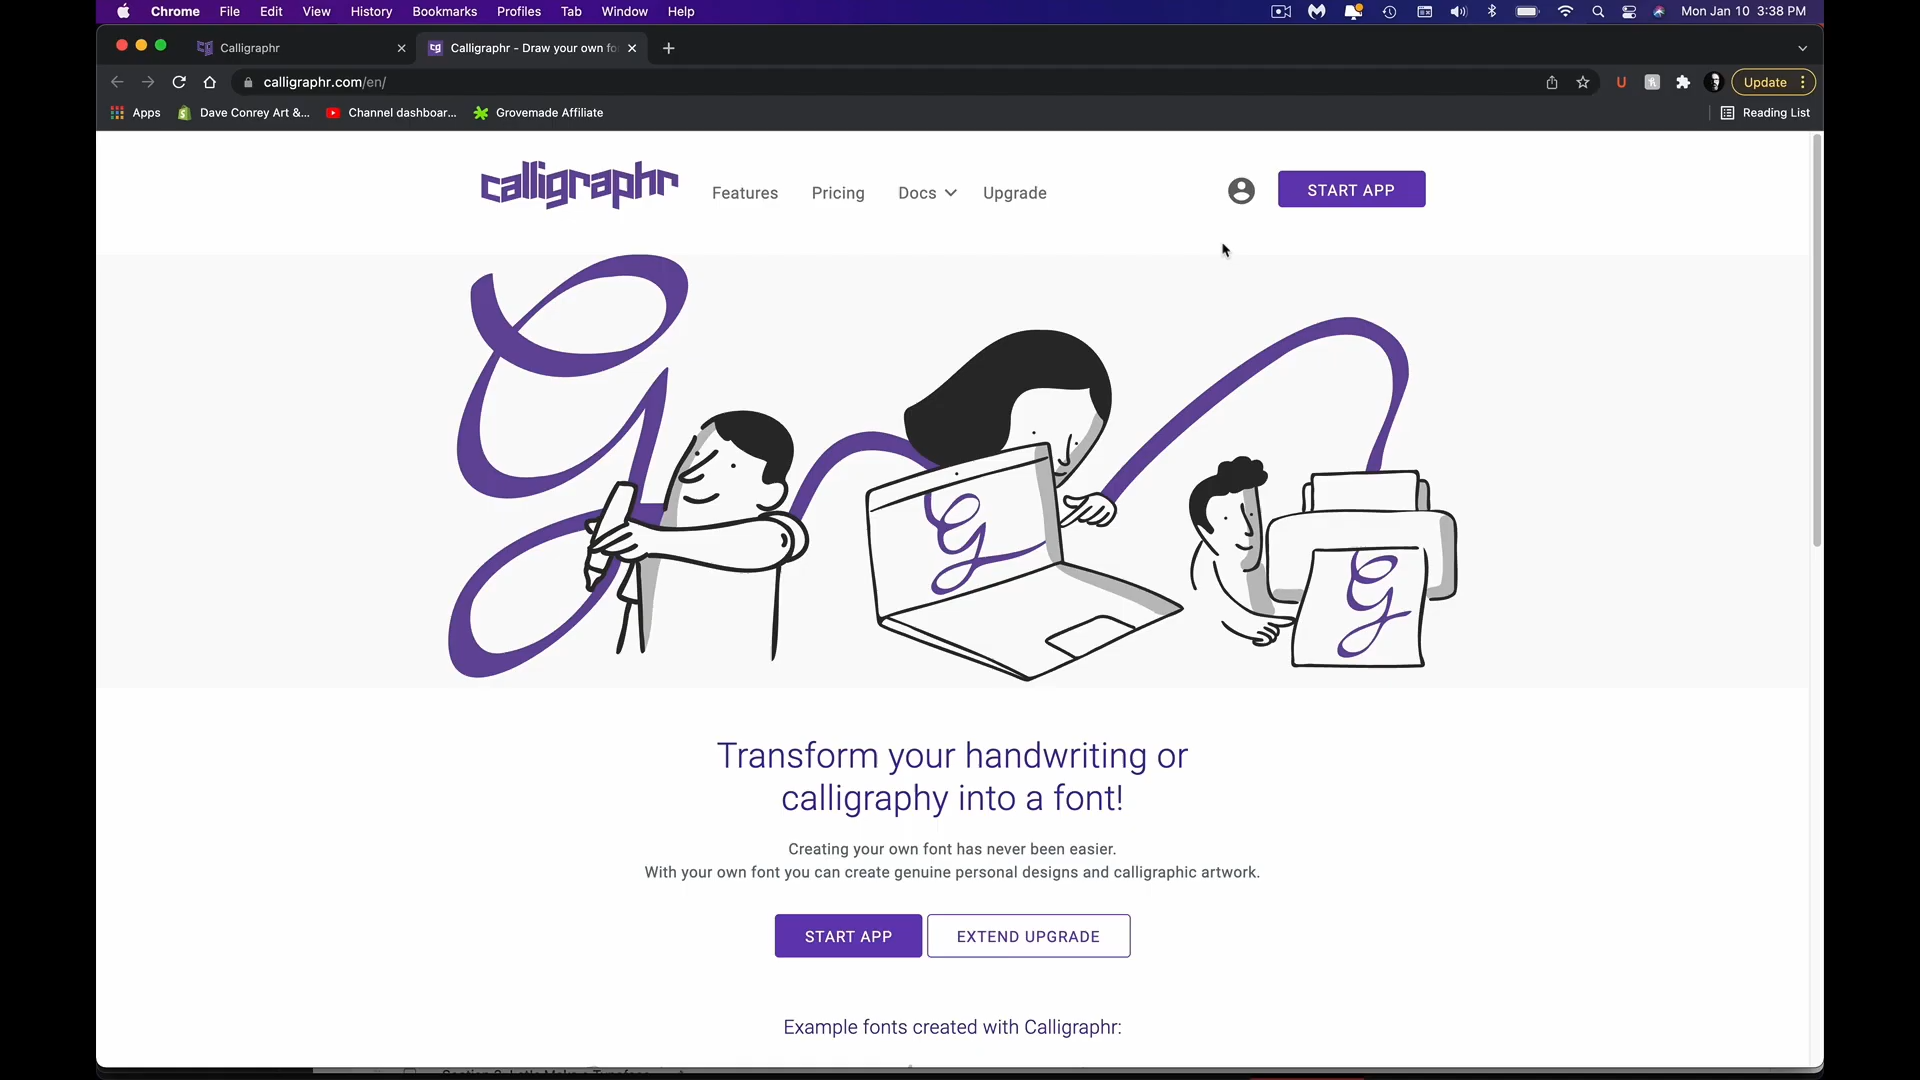 Chrome File Edit View History Bookmarks Profiles Tab Window Help Mon Jan 10 3:38 PM
Calligraphr Calligraphr - Draw your own fo
calligraphr.com/en/ Update
Apps Dave Conrey Art &... Channel dashboar... Grovemade Affiliate Reading List
calligraphr Features Pricing Docs Upgrade START APP
Transform your handwriting or
calligraphy into a font!
Creating your own font has never been easier.
With your own font you can create genuine personal designs and calligraphic artwork.
START APP EXTEND UPGRADE
Example fonts created with Calligraphr: